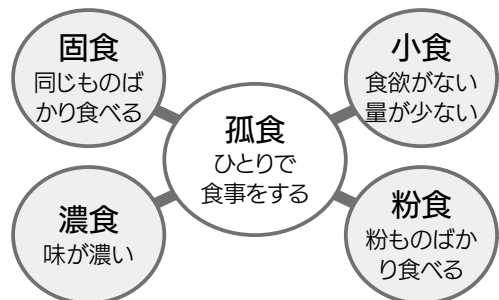 固食
同じものば
かり食べる
小食
食欲がない
量が少ない
孤食
ひとりで
食事をする
濃食
味が濃い
粉食
粉ものばか
り食べる